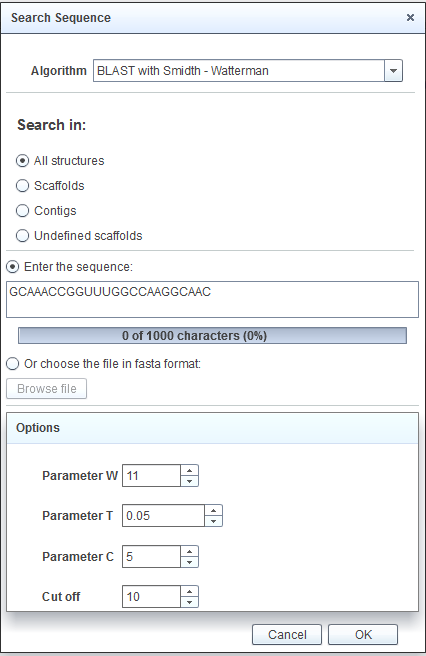 Search Sequence ×
Algorithm BLAST with Smidth - Watterman
Search in:
All structures
Scaffolds
Contigs
Undefined scaffolds
Enter the sequence:
GCAAACCGGUUUGGCCAAGGCAAC
0 of 1000 characters (0%)
Or choose the file in fasta format:
Browse file
Options
Parameter W 11
Parameter T 0.05
Parameter C 5
Cut off 10
Cancel OK